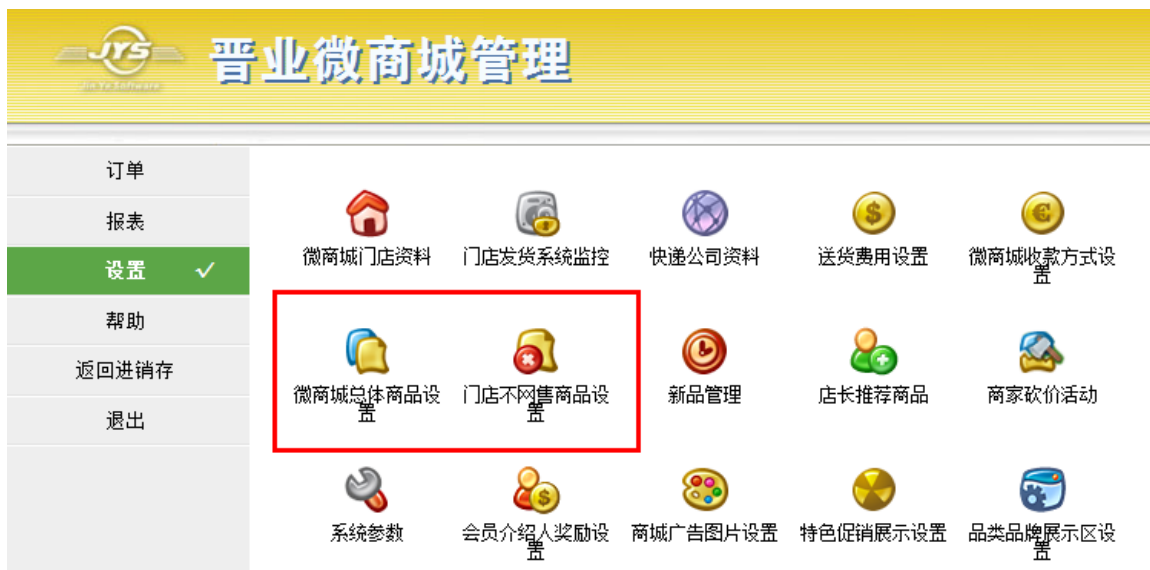 JYS
Jin Ye Software
晋业微商城管理
订单
报表
设置
帮助
返回进销存
退出
微商城门店资料 门店发货系统监控 快递公司资料 送货费用设置 微商城收款方式设
置
微商城总体商品设 门店不网售商品设 新品管理 店长推荐商品 商家砍价活动
置 置
系统参数 会员介绍人奖励设 商城广告图片设置 特色促销展示设置 品类品牌展示区设
置 置